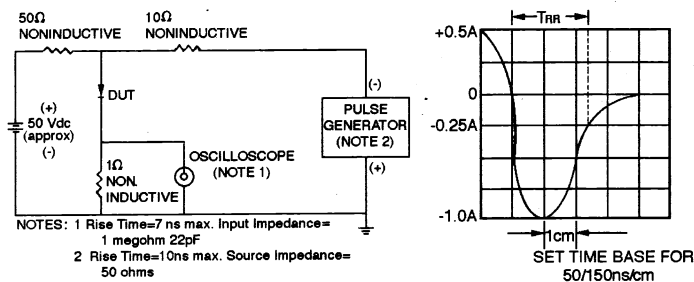 50Ω
NONINDUCTIVE
10Ω
NONINDUCTIVE
DUT
(+)
50 Vdc
(approx)
(-)
1Ω
NON.
INDUCTIVE
OSCILLOSCOPE
(NOTE 1)
(-)
PULSE
GENERATOR
(NOTE 2)
(+)
NOTES: 1 Rise Time=7 ns max. Input Impedance=
1 megohm 22pF
2 Rise Time=10ns max. Source Impedance=
50 ohms
TRR
+0.5A
0
-0.25A
-1.0A
1cm
SET TIME BASE FOR
50/150ns/cm